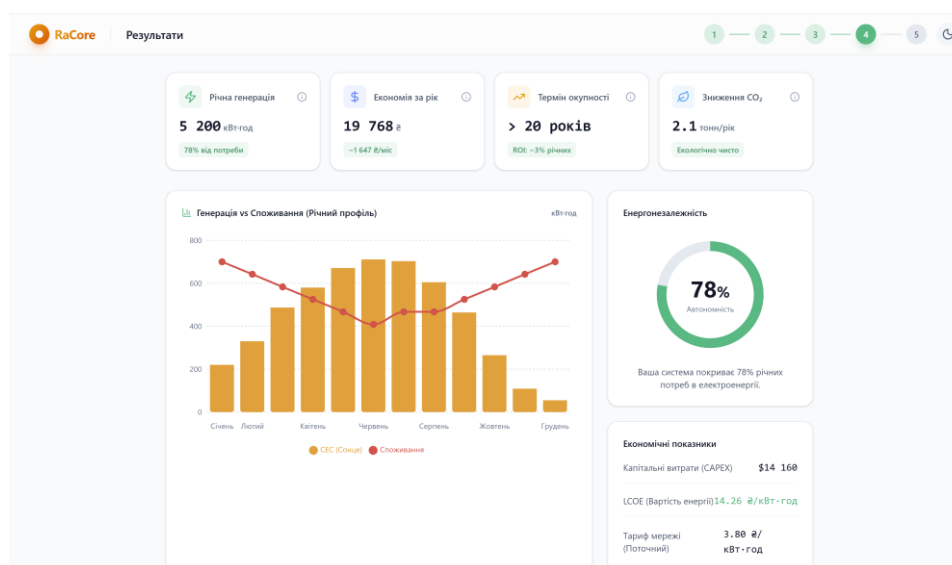 RaCore
Результати
1
2
3
4
5
Річна генерація
5 200 кВт·год
78% від потреби
Економія за рік
19 768 ₴
~1 647 ₴/міс
Термін окупності
> 20 років
ROI: ~3% річних
Зниження CO₂
2.1 тонн/рік
Екологічно чисто
Генерація vs Споживання (Річний профіль)
кВт·год
800
600
400
200
0
Січень Лютий Квітень Червень Серпень Жовтень Грудень
СЕС (Сонце) Споживання
Енергонезалежність
78%
Автономність
Ваша система покриває 78% річних
потреб в електроенергії.
Економічні показники
Капітальні витрати (CAPEX) $14 160
LCOE (Вартість енергії) 14.26 ₴/кВт·год
Тариф мережі 3.80 ₴/
(Поточний) кВт·год